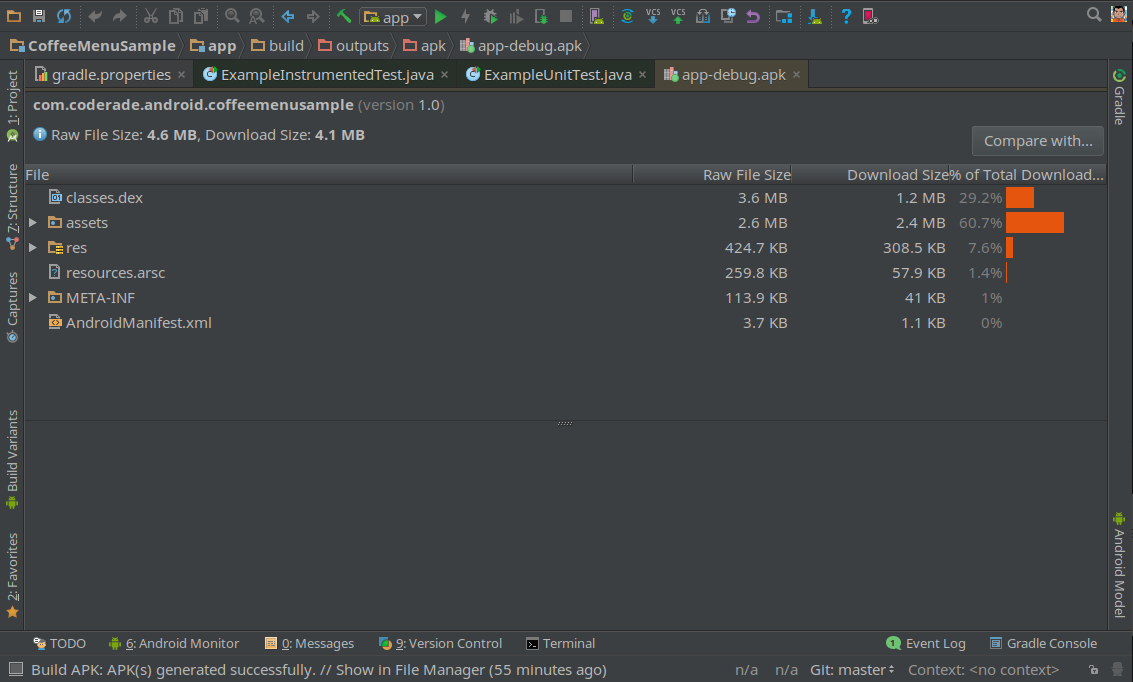 app
VCS VCS
CoffeeMenuSample app build outputs apk app-debug.apk
gradle.properties × ExampleInstrumentedTest.java × ExampleUnitTest.java × app-debug.apk ×
com.coderade.android.coffeemenusample (version 1.0)
Raw File Size: 4.6 MB, Download Size: 4.1 MB
Compare with...
File Raw File Size Download Size % of Total Download...
classes.dex 3.6 MB 1.2 MB 29.2%
assets 2.6 MB 2.4 MB 60.7%
res 424.7 KB 308.5 KB 7.6%
resources.arsc 259.8 KB 57.9 KB 1.4%
META-INF 113.9 KB 41 KB 1%
AndroidManifest.xml 3.7 KB 1.1 KB 0%
1: Project
7: Structure
Captures
Build Variants
2: Favorites
Gradle
Android Model
TODO 6: Android Monitor 0: Messages 9: Version Control Terminal 1 Event Log Gradle Console
Build APK: APK(s) generated successfully. // Show in File Manager (55 minutes ago) n/a n/a Git: master Context: <no context>